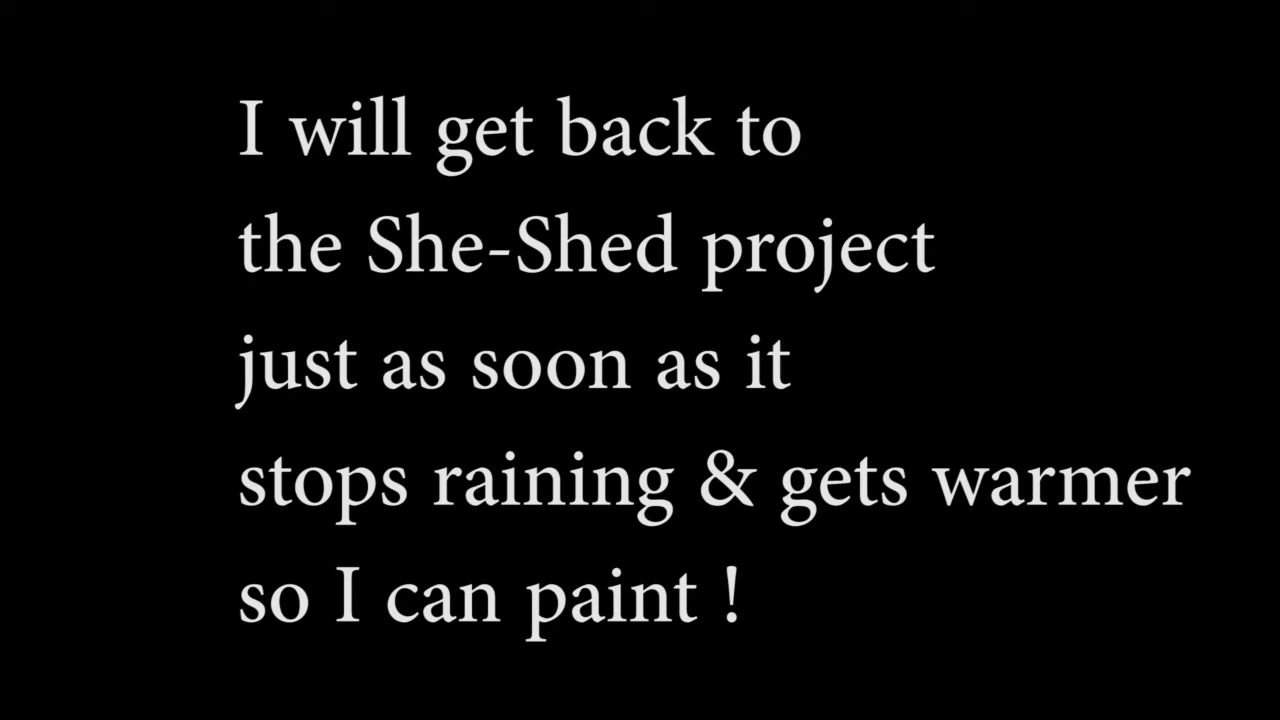 I will get back to
the She-Shed project
just as soon as it
stops raining & gets warmer
so I can paint !